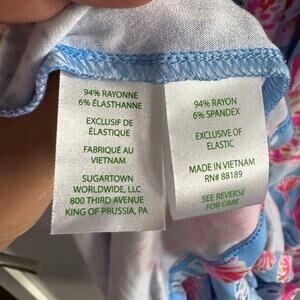 94% RAYONNE
6% ÉLASTHANNE
EXCLUSIF DE
ÉLASTIQUE
FABRIQUÉ AU
VIETNAM
SUGARTOWN
WORLDWIDE, LLC
800 THIRD AVENUE
KING OF PRUSSIA, PA
94% RAYON
6% SPANDEX
EXCLUSIVE OF
ELASTIC
MADE IN VIETNAM
RN# 88189
SEE REVERSE
FOR CARE